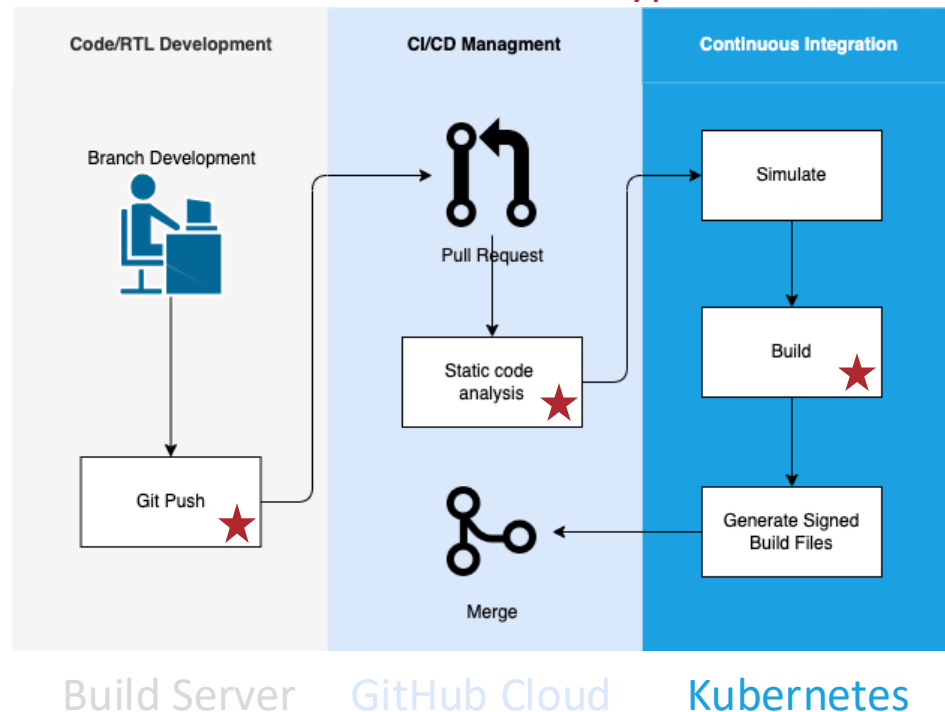 Code/RTL Development
CI/CD Managment
Continuous Integration
Branch Development
Simulate
Pull Request
Build
Static code
analysis
Git Push
Generate Signed
Build Files
Merge
Build Server
GitHub Cloud
Kubernetes